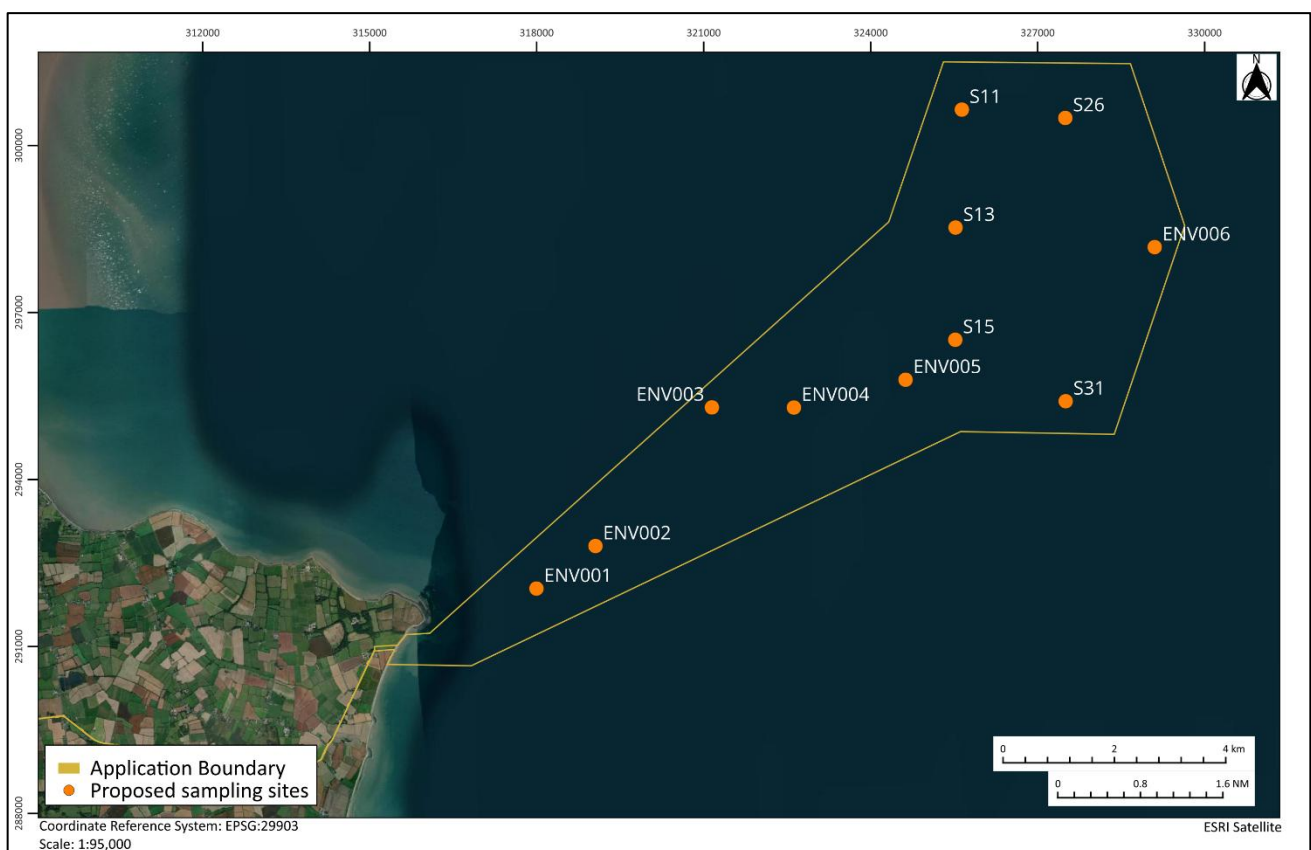 312000 315000 318000 321000 324000 327000 330000
N
300000
297000
294000
291000
288000
S11
S26
S13
ENV006
S15
ENV005
ENV003
ENV004
S31
ENV002
ENV001
Application Boundary
Proposed sampling sites
0 2 4 km
0 0.8 1.6 NM
Coordinate Reference System: EPSG:29903
ESRI Satellite
Scale: 1:95,000